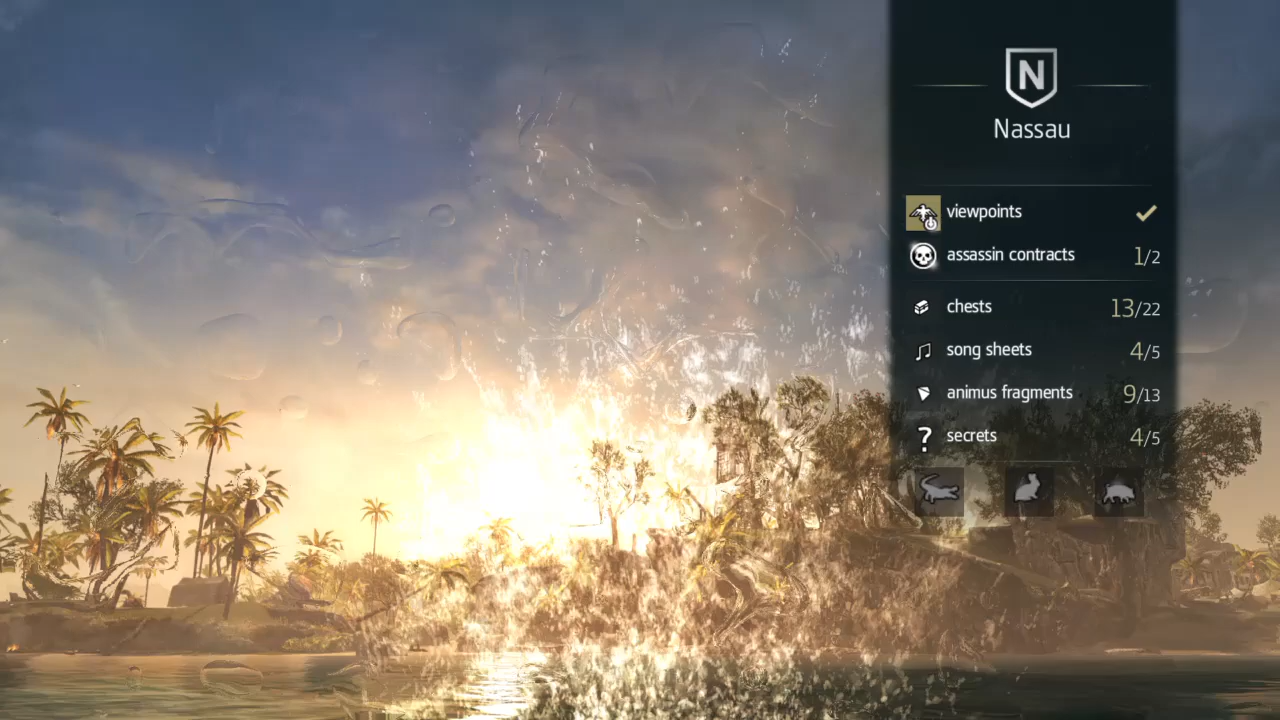 N
Nassau
viewpoints
assassin contracts 1/2
chests 13/22
song sheets 4/5
animus fragments 9/13
? secrets 4/5